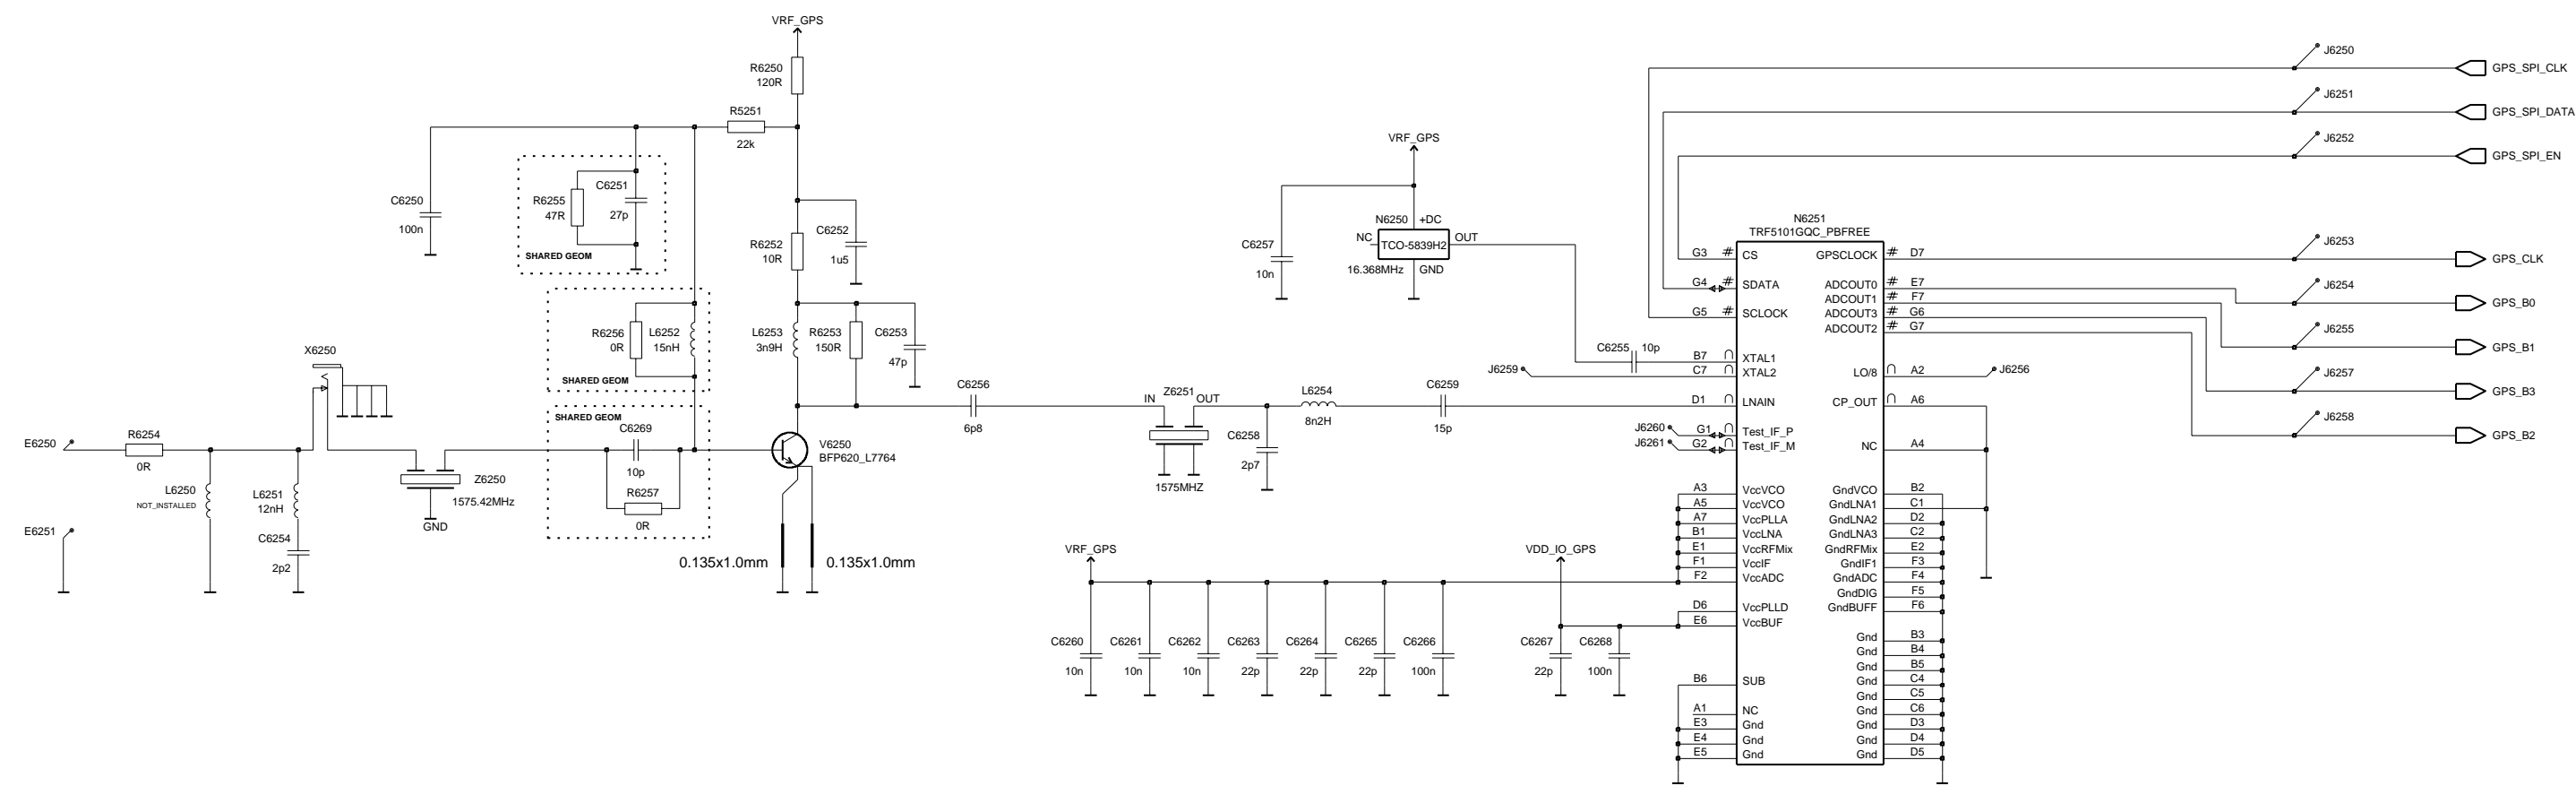 VRF_GPS
R6250
120R
R5251
22k
C6250
100n
R6255
47R
C6251
27p
SHARED GEOM
R6252
10R
C6252
1u5
R6256
0R
L6252
15nH
SHARED GEOM
L6253
3n9H
R6253
150R
C6253
47p
X6250
E6250
R6254
0R
L6250
NOT_INSTALLED
L6251
12nH
C6254
2p2
E6251
Z6250
1575.42MHz
GND
SHARED GEOM
C6269
10p
R6257
0R
V6250
BFP620_L7764
0.135x1.0mm
0.135x1.0mm
C6256
6p8
IN
Z6251
OUT
1575MHZ
C6258
2p7
L6254
8n2H
C6259
15p
VRF_GPS
C6257
10n
N6250
+DC
NC
TCO-5839H2
OUT
16.368MHz
GND
C6255
10p
J6259
J6260
J6261
VRF_GPS
C6260
10n
C6261
10n
C6262
10n
C6263
22p
C6264
22p
C6265
22p
C6266
100n
VDD_IO_GPS
C6267
22p
C6268
100n
N6251
TRF5101GQC_PBFREE
G3 # CS
G4 # SDATA
G5 # SCLOCK
B7 XTAL1
C7 XTAL2
D1 LNAIN
G1 Test_IF_P
G2 Test_IF_M
A3 VccVCO
A5 VccVCO
A7 VccPLLA
B1 VccLNA
E1 VccRFMix
F1 VccIF
F2 VccADC
D6 VccPLLD
E6 VccBUF
B6 SUB
A1 NC
E3 Gnd
E4 Gnd
E5 Gnd
GPSCLOCK # D7
ADCOUT0 # E7
ADCOUT1 # F7
ADCOUT3 # G6
ADCOUT2 # G7
LO/8 A2
J6256
CP_OUT A6
NC A4
GndVCO B2
GndLNA1 C1
GndLNA2 D2
GndLNA3 C2
GndRFMix E2
GndIF1 F3
GndADC F4
GndDIG F5
GndBUFF F6
Gnd B3
Gnd B4
Gnd B5
Gnd C4
Gnd C5
Gnd C6
Gnd D3
Gnd D4
Gnd D5
J6250
GPS_SPI_CLK
J6251
GPS_SPI_DATA
J6252
GPS_SPI_EN
J6253
GPS_CLK
J6254
GPS_B0
J6255
GPS_B1
J6257
GPS_B3
J6258
GPS_B2